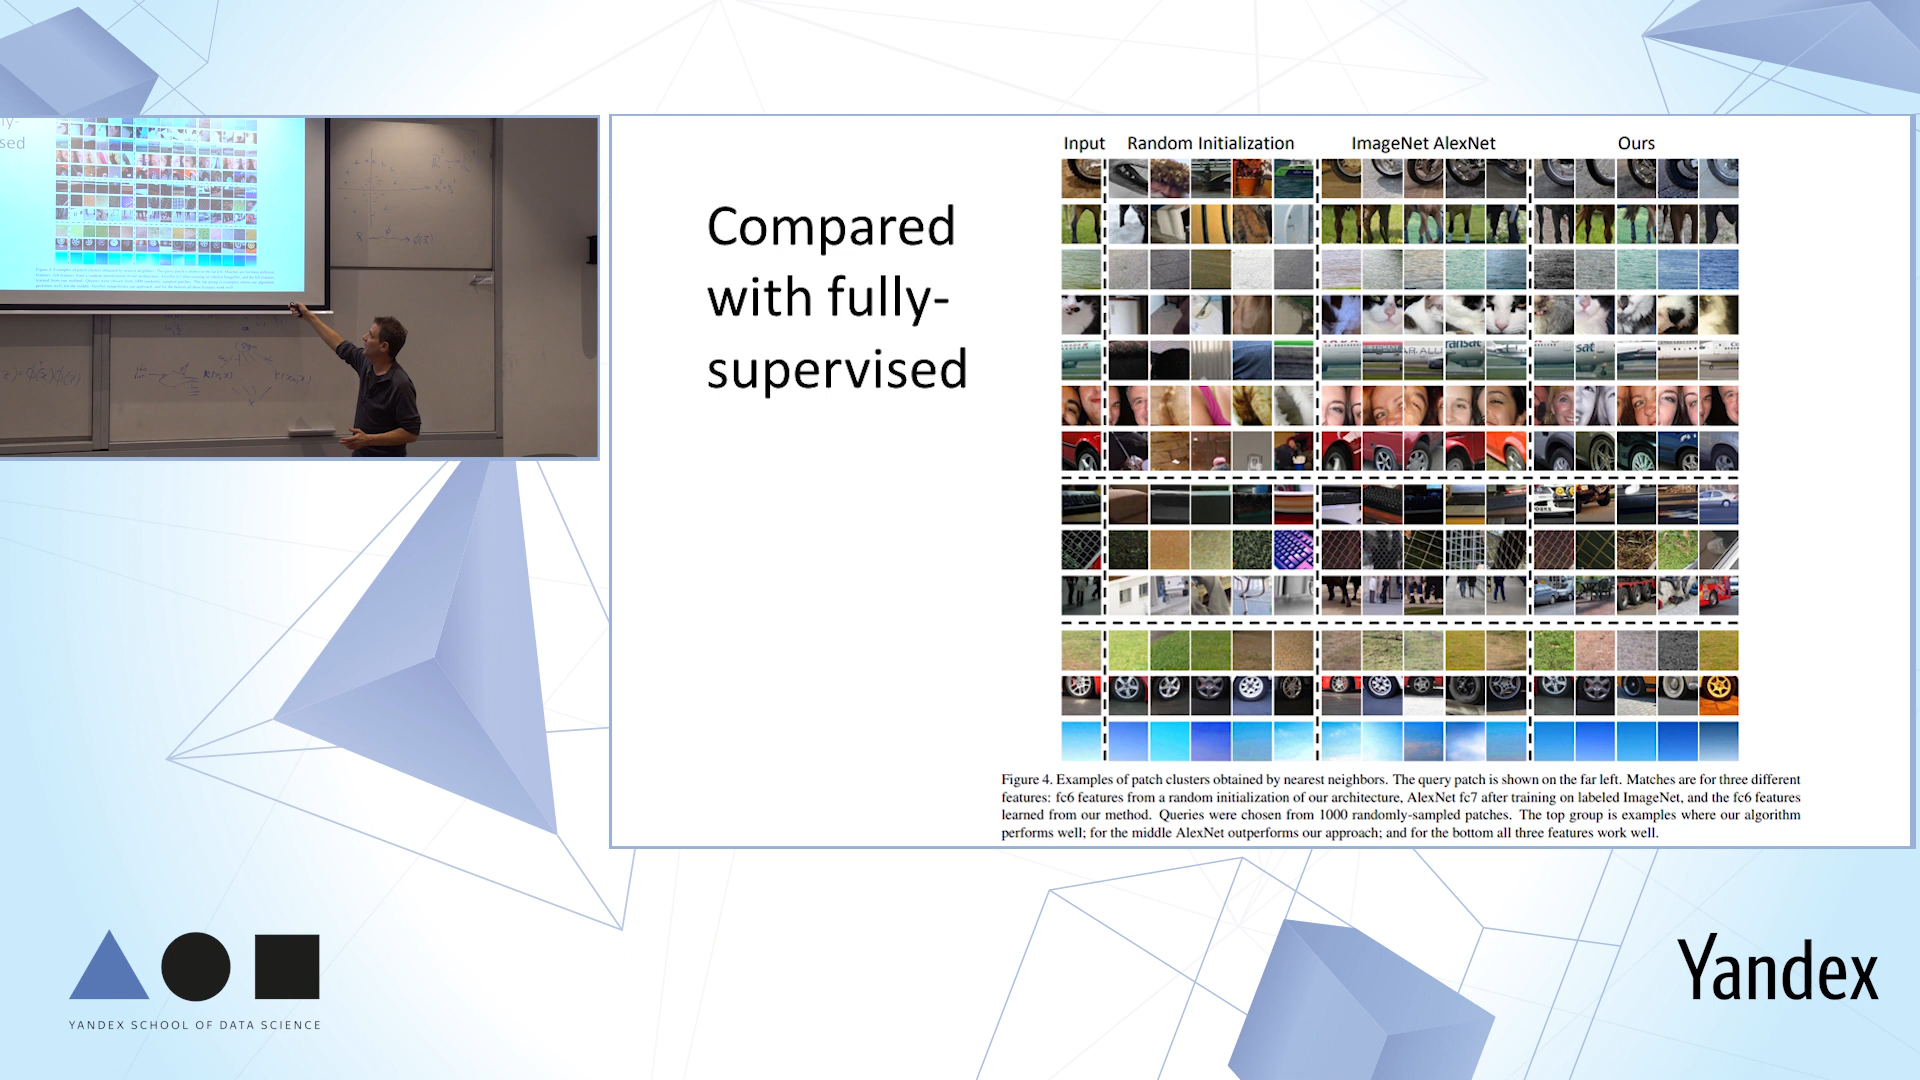 Compared
with fully-
supervised
Input Random Initialization ImageNet AlexNet Ours
Figure 4. Examples of patch clusters obtained by nearest neighbors. The query patch is shown on the far left. Matches are for three different
features: fc6 features from a random initialization of our architecture, AlexNet fc7 after training on labeled ImageNet, and the fc6 features
learned from our method. Queries were chosen from 1000 randomly-sampled patches. The top group is examples where our algorithm
performs well; for the middle AlexNet outperforms our approach; and for the bottom all three features work well.
YANDEX SCHOOL OF DATA SCIENCE
Yandex